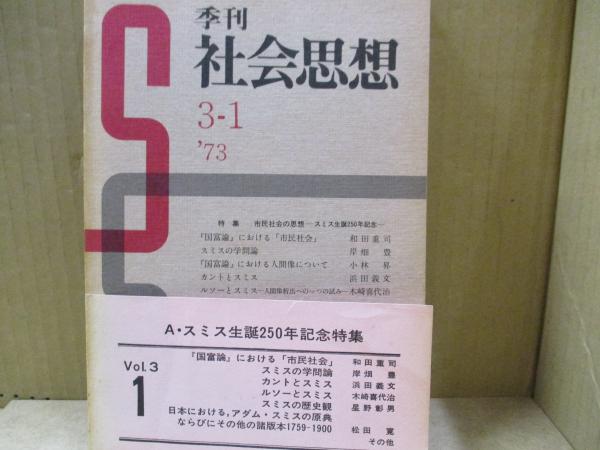 季刊
社会思想
3-1
'73
特集 市民社会の思想―スミス生誕250年記念―
『国富論』における「市民社会」 和田重司
スミスの学問論 岸畑豊
『国富論』における人間像について 小林昇
カントとスミス 浜田義文
ルソーとスミス―人間像析出への一つの試み―木崎喜代治
A・スミス生誕250年記念特集
Vol.3
1
『国富論』における「市民社会」 和田重司
スミスの学問論 岸畑豊
カントとスミス 浜田義文
ルソーとスミス 木崎喜代治
スミスの歴史観 星野彰男
日本における,アダム・スミスの原典
ならびにその他の諸版本1759-1900 松田寛
その他